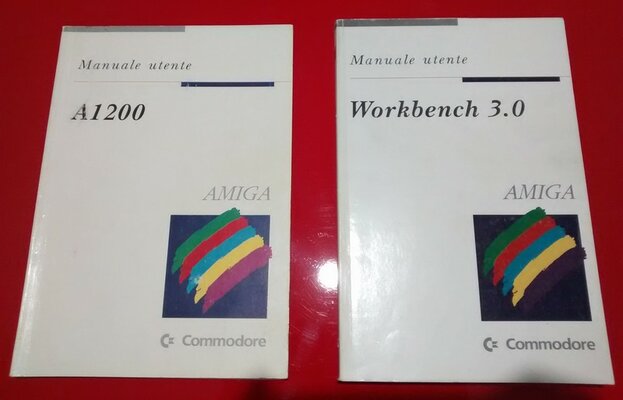 Manuale utente
A1200
AMIGA
Commodore
Manuale utente
Workbench 3.0
AMIGA
Commodore